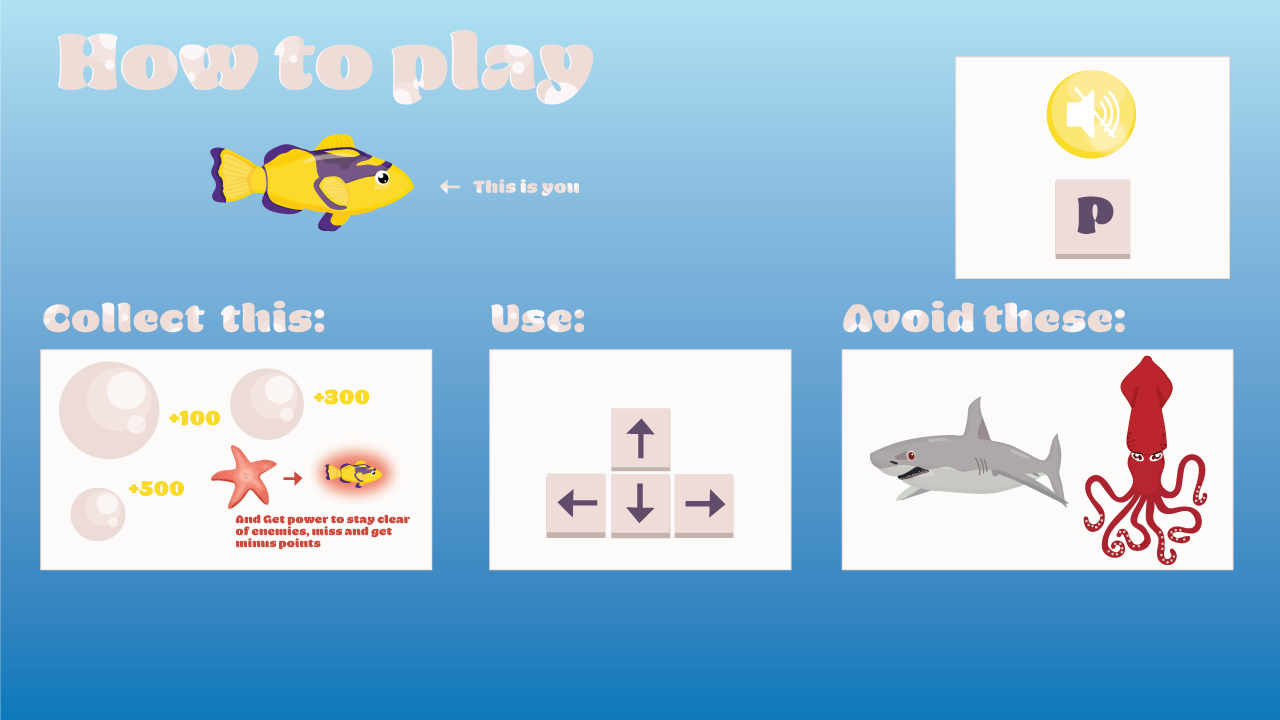 How to play
← This is you
P
Collect this:
+100
+300
+500
And Get power to stay clear
of enemies, miss and get
minus points
Use:
↑
← ↓ →
Avoid these: